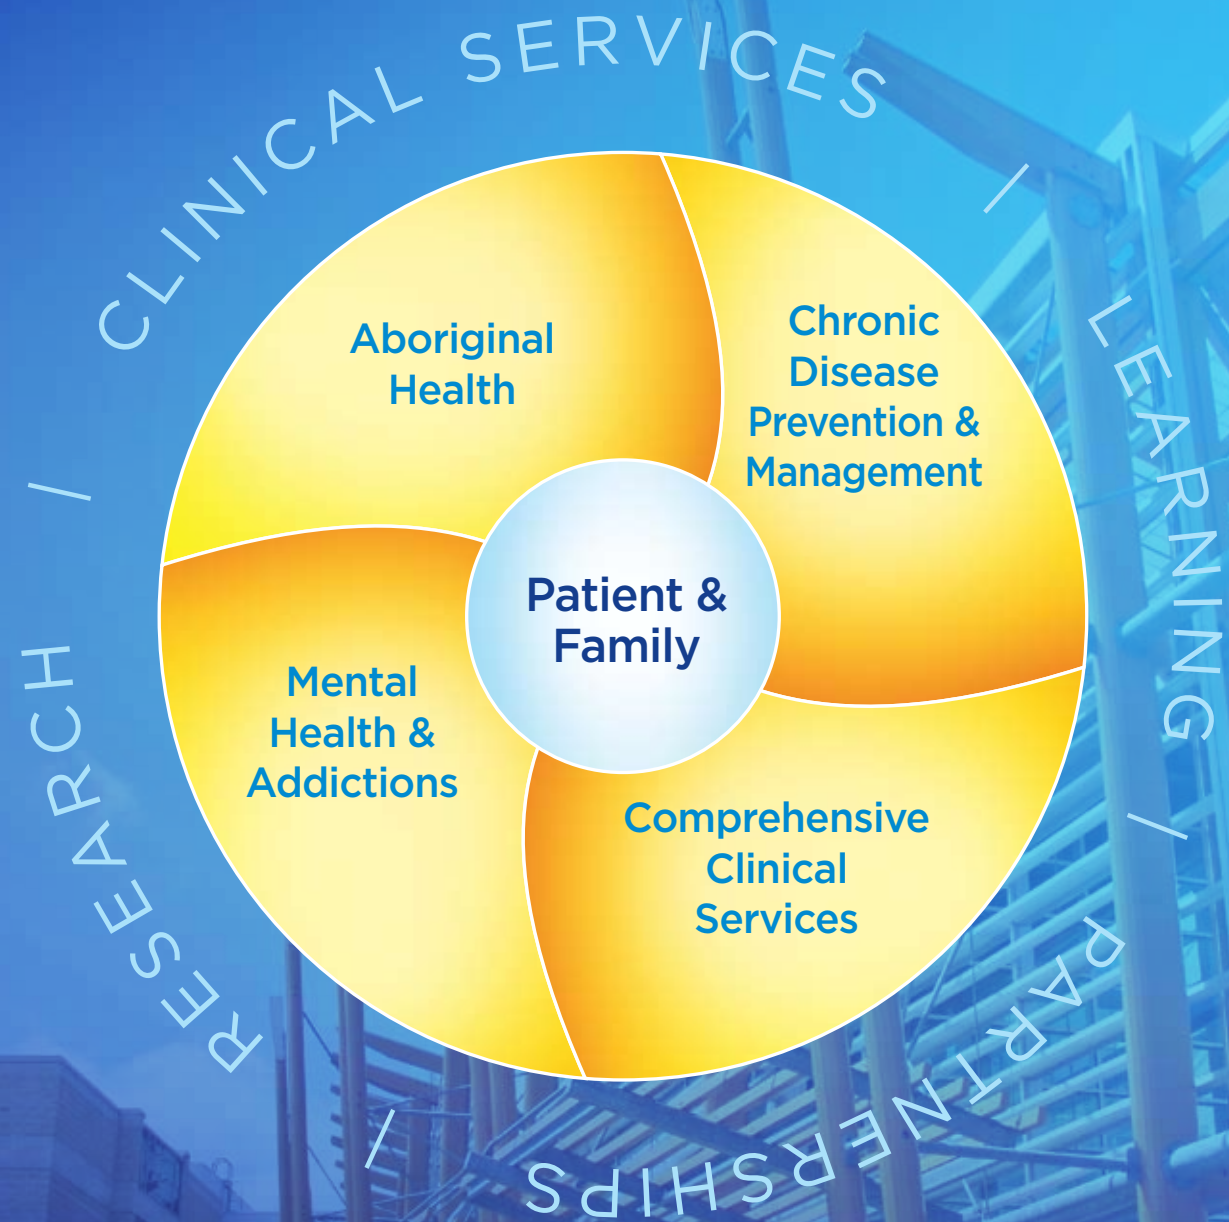 CLINICAL SERVICES / LEARNING / PARTNERSHIPS / RESEARCH /
Aboriginal
Health
Chronic
Disease
Prevention &
Management
Patient &
Family
Mental
Health &
Addictions
Comprehensive
Clinical
Services